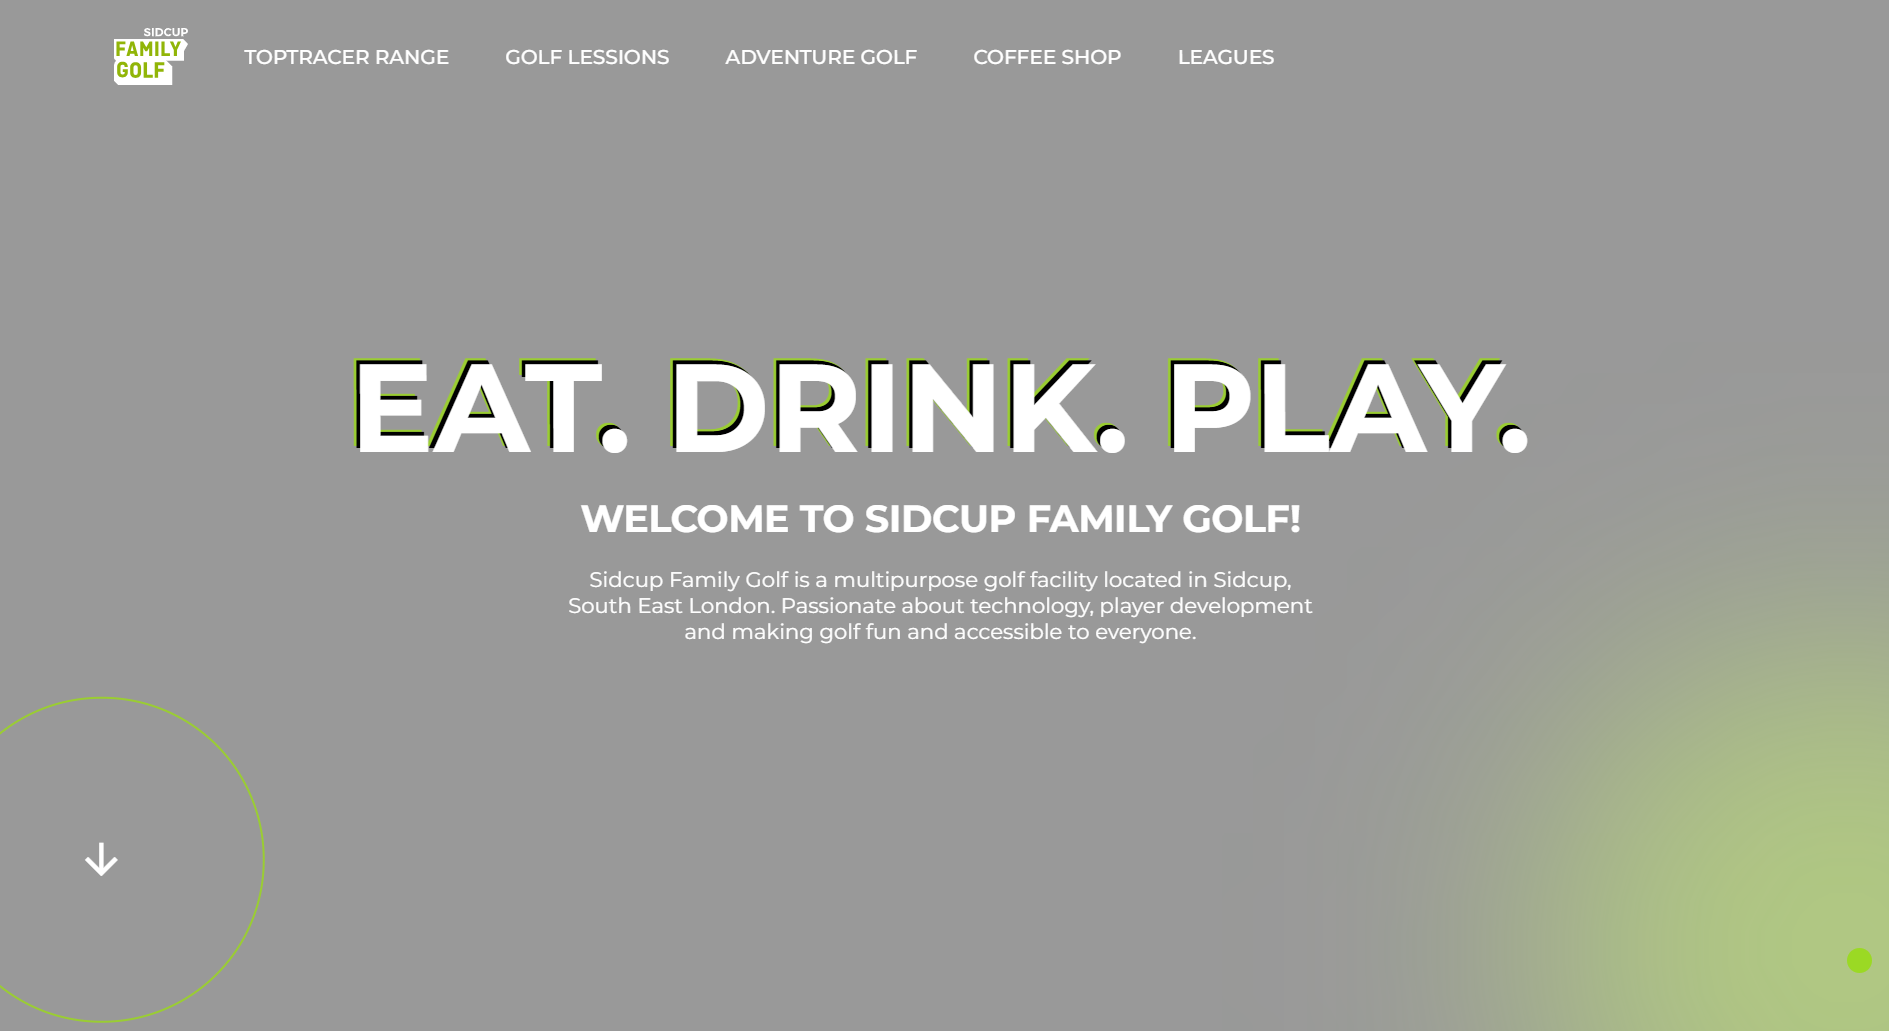 SIDCUP
FAMILY
GOLF
TOPTRACER RANGE
GOLF LESSIONS
ADVENTURE GOLF
COFFEE SHOP
LEAGUES
EAT. DRINK. PLAY.
WELCOME TO SIDCUP FAMILY GOLF!
Sidcup Family Golf is a multipurpose golf facility located in Sidcup,
South East London. Passionate about technology, player development
and making golf fun and accessible to everyone.